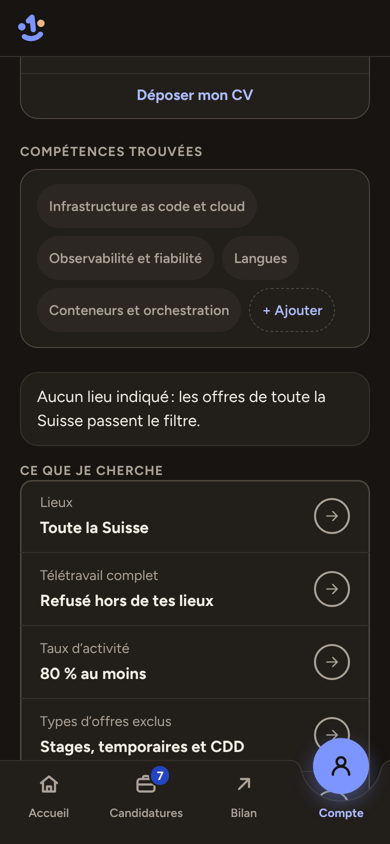 Déposer mon CV
COMPÉTENCES TROUVÉES
Infrastructure as code et cloud
Observabilité et fiabilité
Langues
Conteneurs et orchestration
+ Ajouter
Aucun lieu indiqué : les offres de toute la
Suisse passent le filtre.
CE QUE JE CHERCHE
Lieux
Toute la Suisse
Télétravail complet
Refusé hors de tes lieux
Taux d’activité
80 % au moins
Types d’offres exclus
Stages, temporaires et CDD
7
Accueil
Candidatures
Bilan
Compte